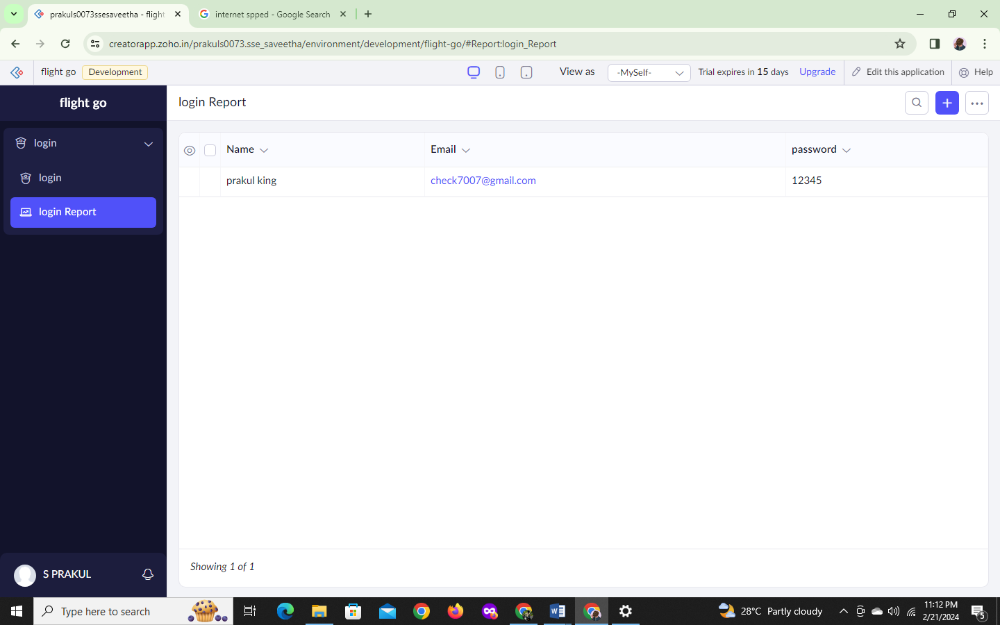 prakuls0073ssesaveetha - flight
internet spped - Google Search
creatorapp.zoho.in/prakuls0073.sse_saveetha/environment/development/flight-go/#Report:login_Report
flight go Development View as -MySelf- Trial expires in 15 days Upgrade Edit this application Help
flight go
login
login
login Report
S PRAKUL
login Report
Name Email password
prakul king check7007@gmail.com 12345
Showing 1 of 1
Type here to search
28°C Partly cloudy
11:12 PM
2/21/2024
5